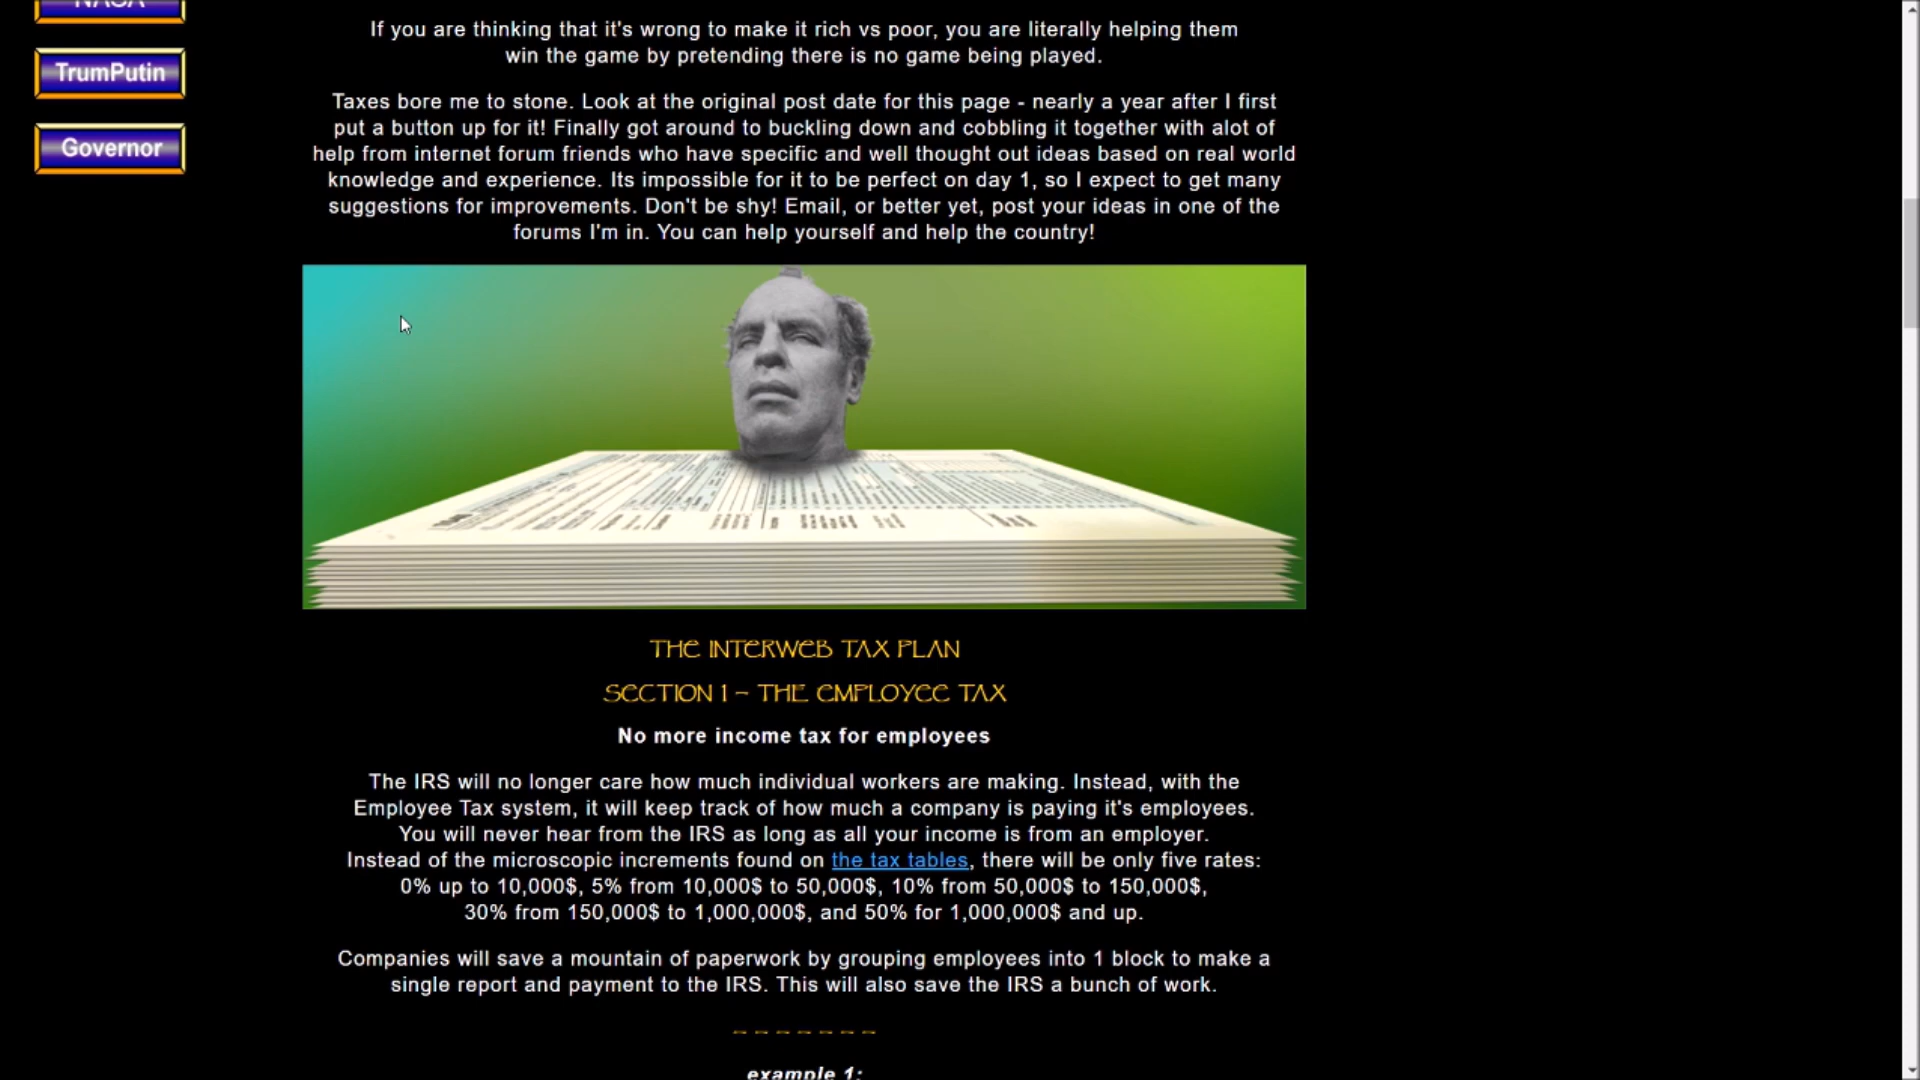 NASA
TrumPutin
Governor
If you are thinking that it's wrong to make it rich vs poor, you are literally helping them
win the game by pretending there is no game being played.
Taxes bore me to stone. Look at the original post date for this page - nearly a year after I first
put a button up for it! Finally got around to buckling down and cobbling it together with alot of
help from internet forum friends who have specific and well thought out ideas based on real world
knowledge and experience. Its impossible for it to be perfect on day 1, so I expect to get many
suggestions for improvements. Don't be shy! Email, or better yet, post your ideas in one of the
forums I'm in. You can help yourself and help the country!
THE INTERWEB TAX PLAN
SECTION 1 - THE EMPLOYEE TAX
No more income tax for employees
The IRS will no longer care how much individual workers are making. Instead, with the
Employee Tax system, it will keep track of how much a company is paying it's employees.
You will never hear from the IRS as long as all your income is from an employer.
Instead of the microscopic increments found on the tax tables, there will be only five rates:
0% up to 10,000$, 5% from 10,000$ to 50,000$, 10% from 50,000$ to 150,000$,
30% from 150,000$ to 1,000,000$, and 50% for 1,000,000$ and up.
Companies will save a mountain of paperwork by grouping employees into 1 block to make a
single report and payment to the IRS. This will also save the IRS a bunch of work.
~ ~ ~ ~ ~ ~ ~
example 1: